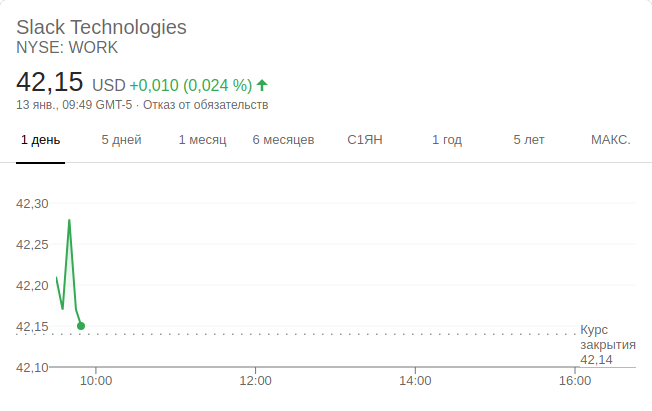 Slack Technologies
NYSE: WORK
42,15 USD +0,010 (0,024 %)
13 янв., 09:49 GMT-5 · Отказ от обязательств
1 день 5 дней 1 месяц 6 месяцев С1ЯН 1 год 5 лет МАКС.
42,30
42,25
42,20
42,15
Курс
закрытия
42,14
42,10
10:00 12:00 14:00 16:00